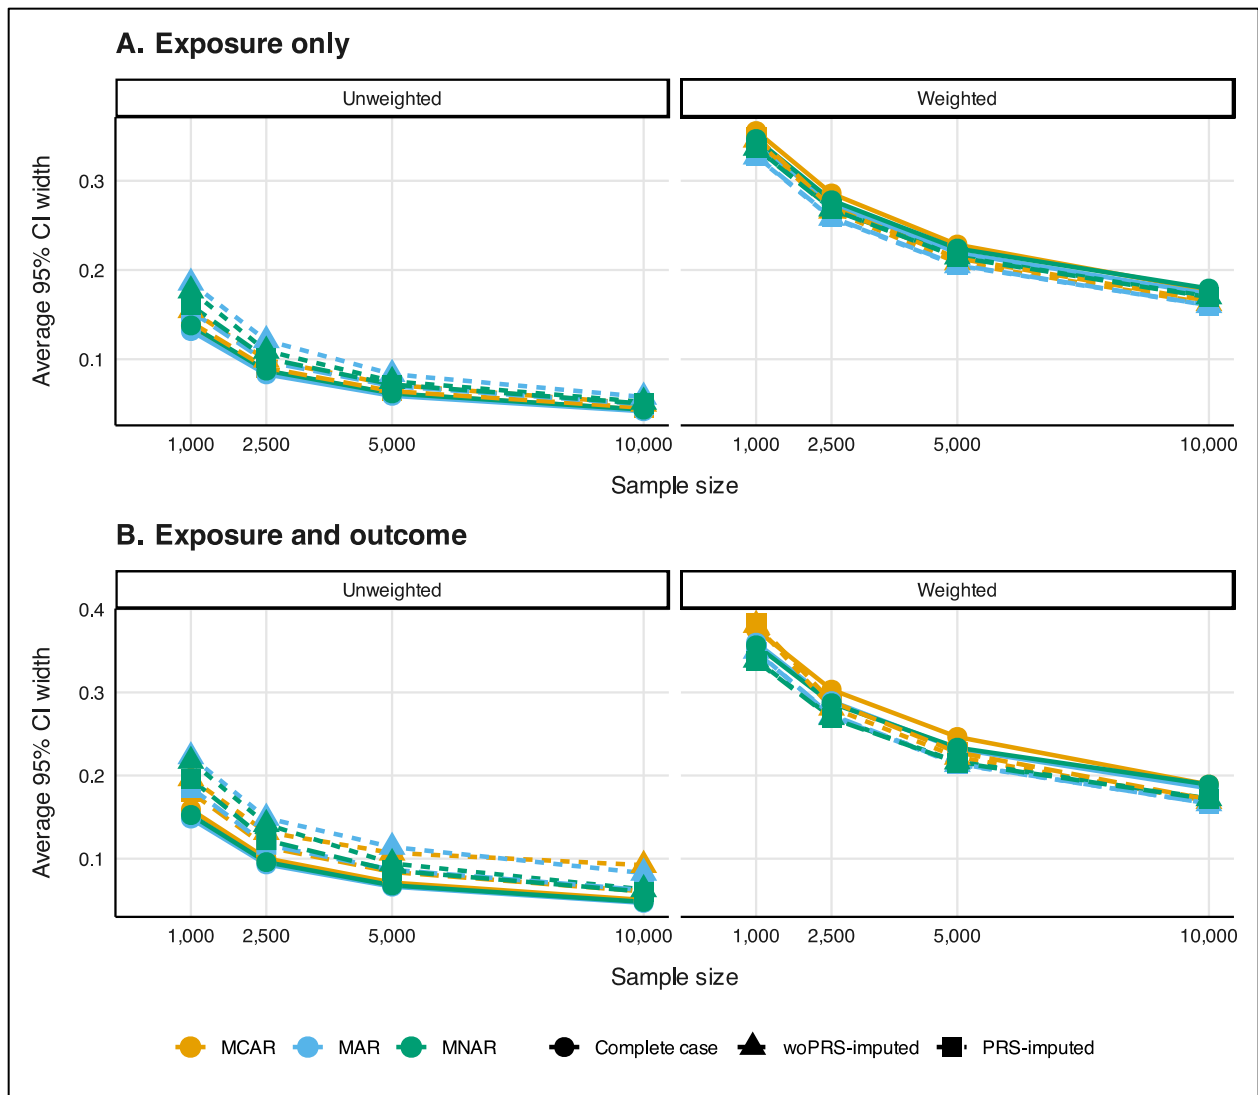 A. Exposure only
Unweighted
Weighted
Average 95% CI width
0.3
0.2
0.1
1,000
2,500
5,000
10,000
1,000
2,500
5,000
10,000
Sample size
B. Exposure and outcome
Unweighted
Weighted
Average 95% CI width
0.4
0.3
0.2
0.1
1,000
2,500
5,000
10,000
1,000
2,500
5,000
10,000
Sample size
MCAR MAR MNAR Complete case woPRS-imputed PRS-imputed